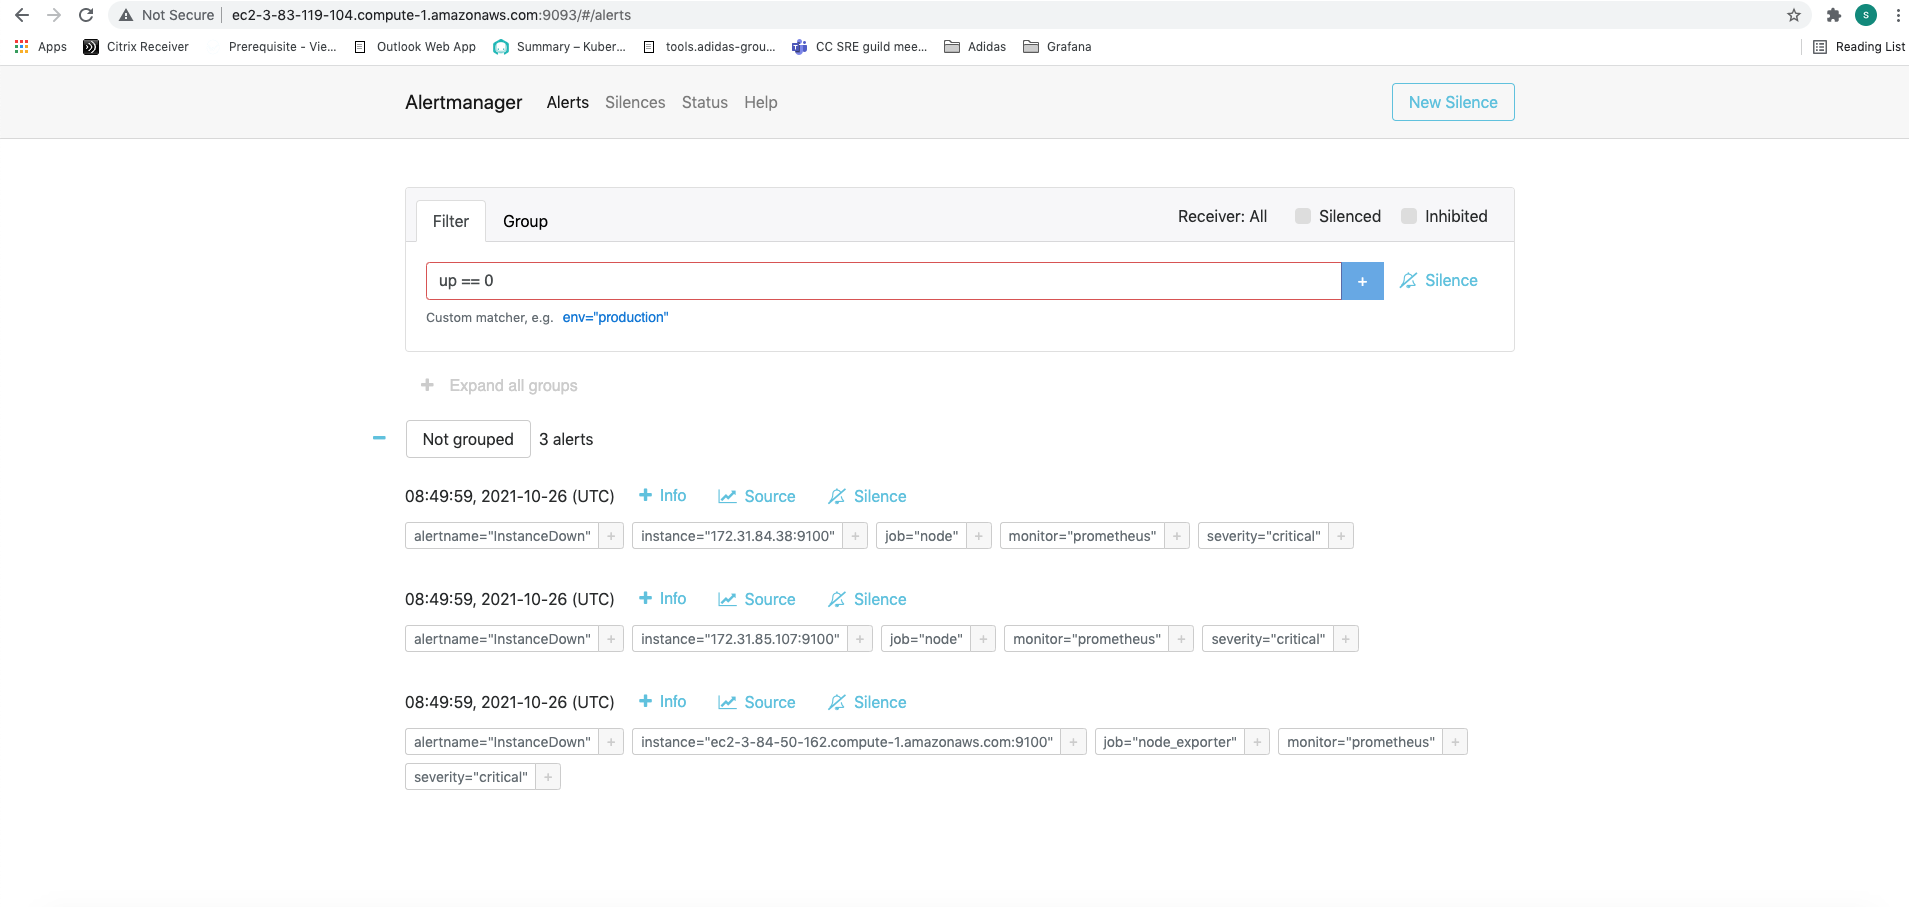 Not Secure ec2-3-83-119-104.compute-1.amazonaws.com:9093/#/alerts S
Apps Citrix Receiver Prerequisite - Vie... Outlook Web App Summary – Kuber... tools.adidas-grou... CC SRE guild mee... Adidas Grafana Reading List
Alertmanager Alerts Silences Status Help New Silence
Filter Group Receiver: All Silenced Inhibited
up == 0 + Silence
Custom matcher, e.g. env="production"
+ Expand all groups
− Not grouped 3 alerts
08:49:59, 2021-10-26 (UTC) + Info Source Silence
alertname="InstanceDown" + instance="172.31.84.38:9100" + job="node" + monitor="prometheus" + severity="critical" +
08:49:59, 2021-10-26 (UTC) + Info Source Silence
alertname="InstanceDown" + instance="172.31.85.107:9100" + job="node" + monitor="prometheus" + severity="critical" +
08:49:59, 2021-10-26 (UTC) + Info Source Silence
alertname="InstanceDown" + instance="ec2-3-84-50-162.compute-1.amazonaws.com:9100" + job="node_exporter" + monitor="prometheus" +
severity="critical" +